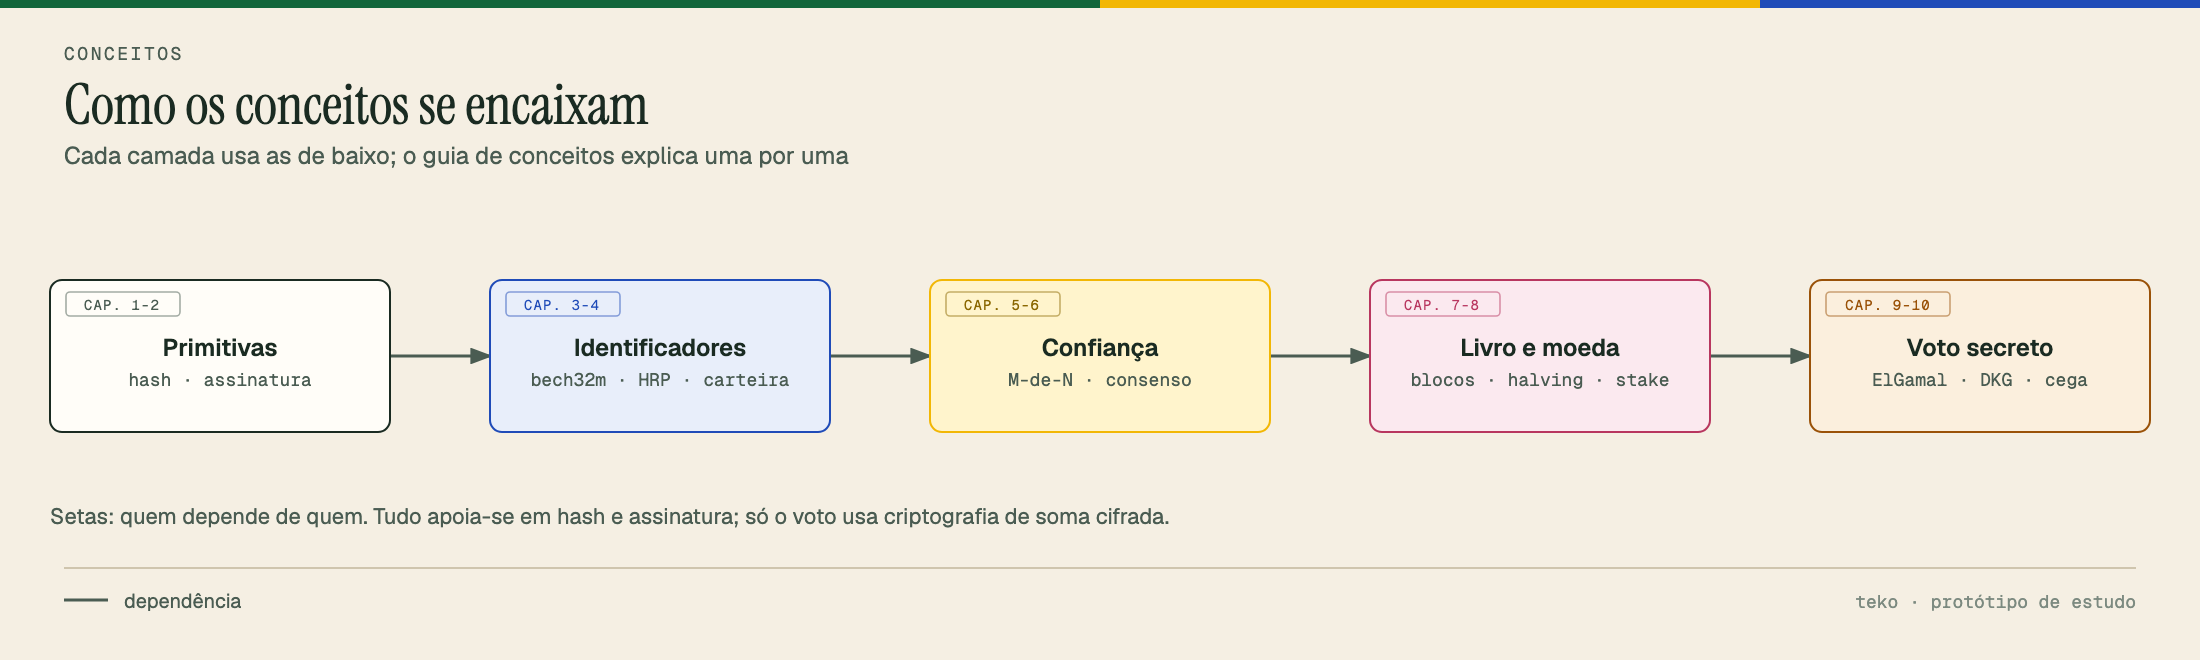 CONCEITOS
Como os conceitos se encaixam
Cada camada usa as de baixo; o guia de conceitos explica uma por uma
CAP. 1-2
Primitivas
hash · assinatura
CAP. 3-4
Identificadores
bech32m · HRP · carteira
CAP. 5-6
Confiança
M-de-N · consenso
CAP. 7-8
Livro e moeda
blocos · halving · stake
CAP. 9-10
Voto secreto
ElGamal · DKG · cega
Setas: quem depende de quem. Tudo apoia-se em hash e assinatura; só o voto usa criptografia de soma cifrada.
dependência
teko · protótipo de estudo